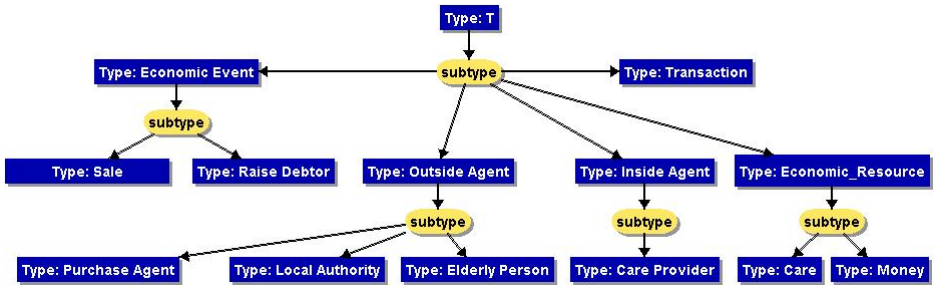 Type: T
Type: Economic Event
subtype
Type: Transaction
subtype
Type: Sale
Type: Raise Debtor
Type: Outside Agent
Type: Inside Agent
Type: Economic_Resource
subtype
subtype
subtype
Type: Purchase Agent
Type: Local Authority
Type: Elderly Person
Type: Care Provider
Type: Care
Type: Money